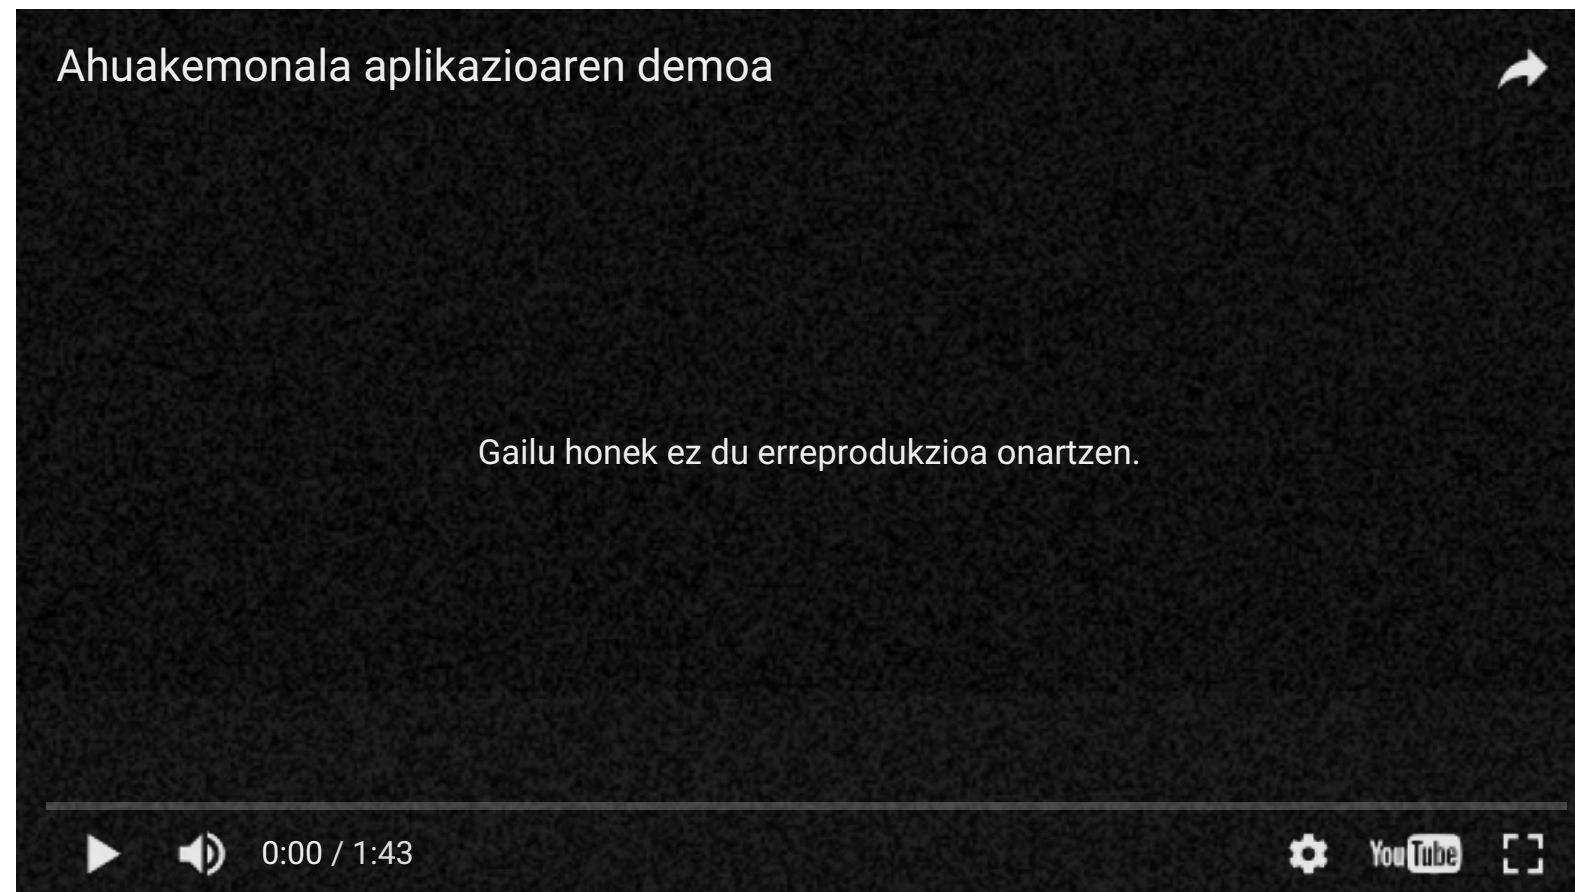 Ahuakemonala aplikazioaren demoa
Gailu honek ez du erreprodukzioa onartzen.
0:00 / 1:43
YouTube